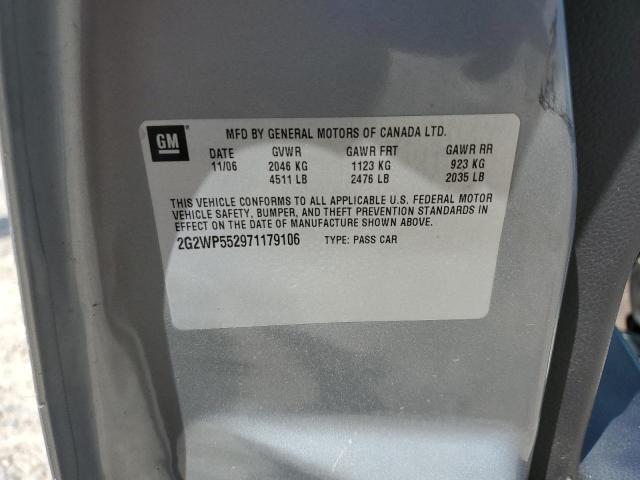 GM
MFD BY GENERAL MOTORS OF CANADA LTD.
DATE GVWR GAWR FRT GAWR RR
11/06 2046 KG 1123 KG 923 KG
4511 LB 2476 LB 2035 LB
THIS VEHICLE CONFORMS TO ALL APPLICABLE U.S. FEDERAL MOTOR
VEHICLE SAFETY, BUMPER, AND THEFT PREVENTION STANDARDS IN
EFFECT ON THE DATE OF MANUFACTURE SHOWN ABOVE.
2G2WP552971179106 TYPE: PASS CAR